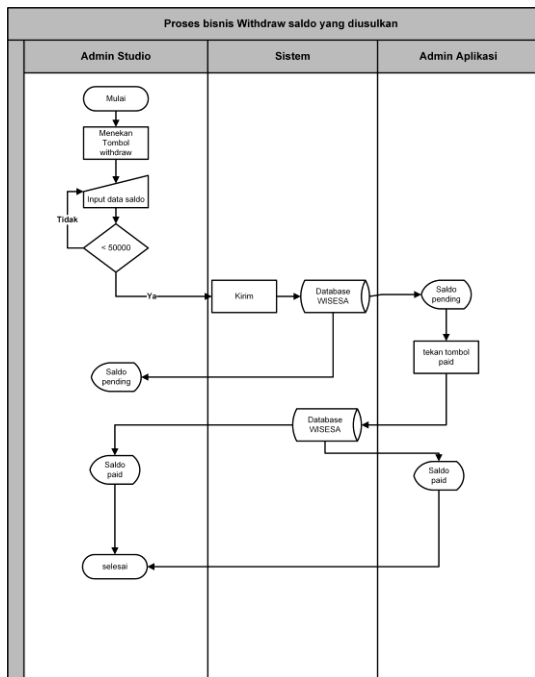 Proses bisnis Withdraw saldo yang diusulkan
Admin Studio
Sistem
Admin Aplikasi
Mulai
Menekan
Tombol
withdraw
Input data saldo
Tidak
< 50000
Ya
Kirim
Database
WISESA
Saldo
pending
tekan tombol
paid
Saldo
pending
Database
WISESA
Saldo
paid
Saldo
paid
selesai